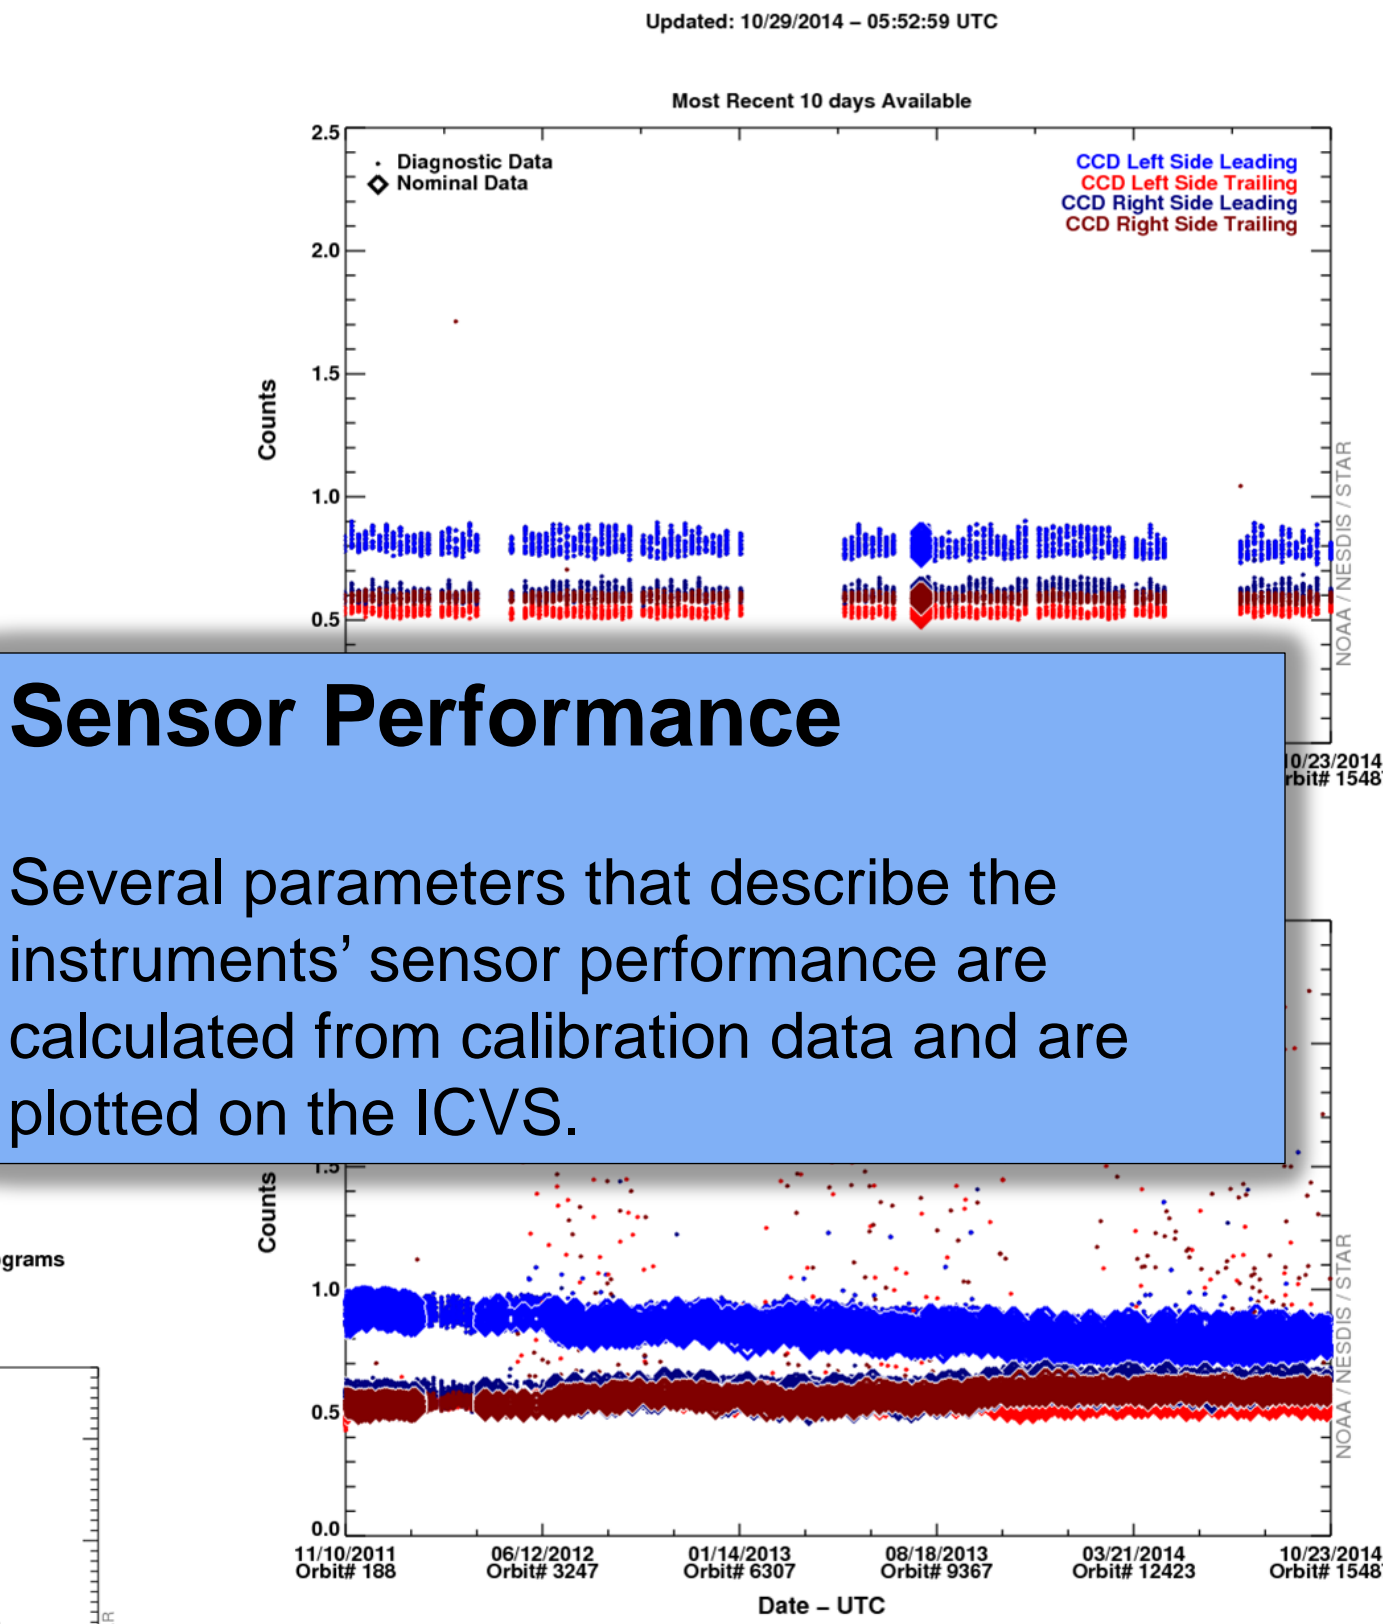 Updated: 10/29/2014 – 05:52:59 UTC
Most Recent 10 days Available
2.5
Diagnostic Data
Nominal Data
CCD Left Side Leading
CCD Left Side Trailing
CCD Right Side Leading
CCD Right Side Trailing
2.0
1.5
Counts
1.0
0.5
NOAA / NESDIS / STAR
10/23/2014
Sensor Performance
Several parameters that describe the
instruments’ sensor performance are
calculated from calibration data and are
plotted on the ICVS.
1.5
Counts
1.0
0.5
0.0
NOAA / NESDIS / STAR
11/10/2011 06/12/2012 01/14/2013 08/18/2013 03/21/2014 10/23/2014
Orbit# 188 Orbit# 3247 Orbit# 6307 Orbit# 9367 Orbit# 12423 Orbit#
Date – UTC